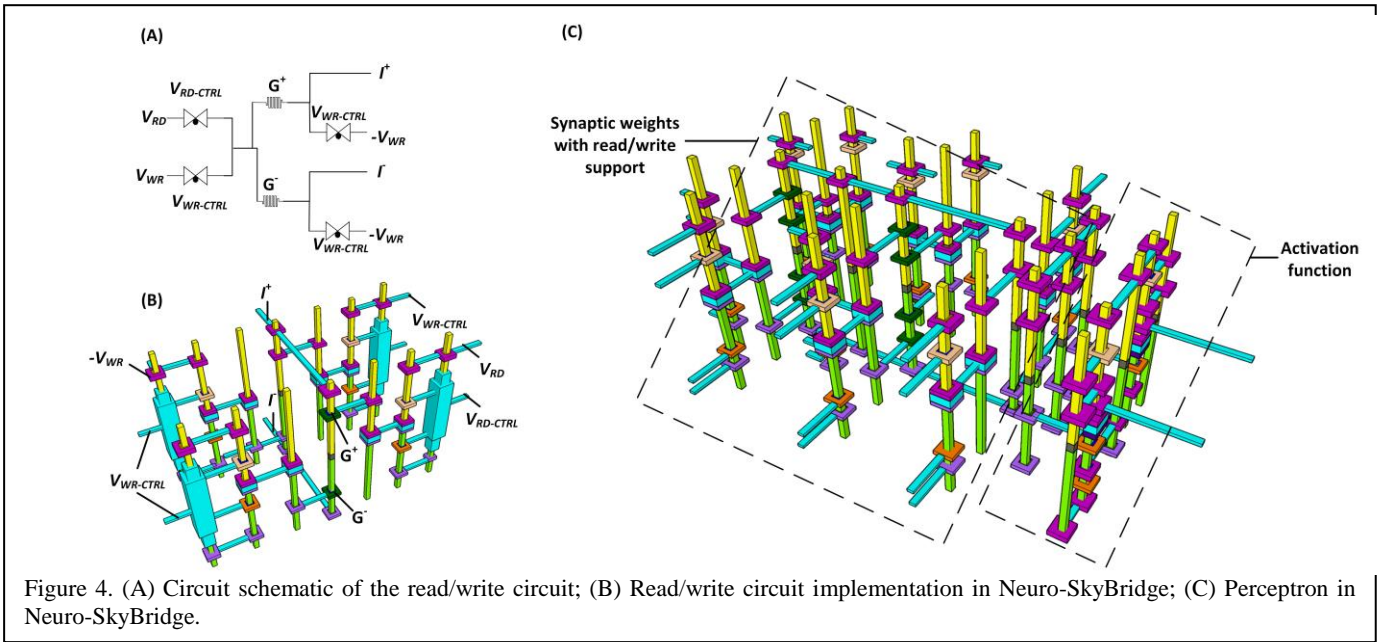 (A)
G⁺
I⁺
V_RD-CTRL
V_WR-CTRL
V_RD
-V_WR
V_WR
G⁻
I⁻
V_WR-CTRL
V_WR-CTRL
-V_WR
(B)
I⁺
V_WR-CTRL
-V_WR
V_RD
I⁻
V_RD-CTRL
G⁺
V_WR-CTRL
G⁻
(C)
Synaptic weights
with read/write
support
Activation
function
Figure 4. (A) Circuit schematic of the read/write circuit; (B) Read/write circuit implementation in Neuro-SkyBridge; (C) Perceptron in
Neuro-SkyBridge.